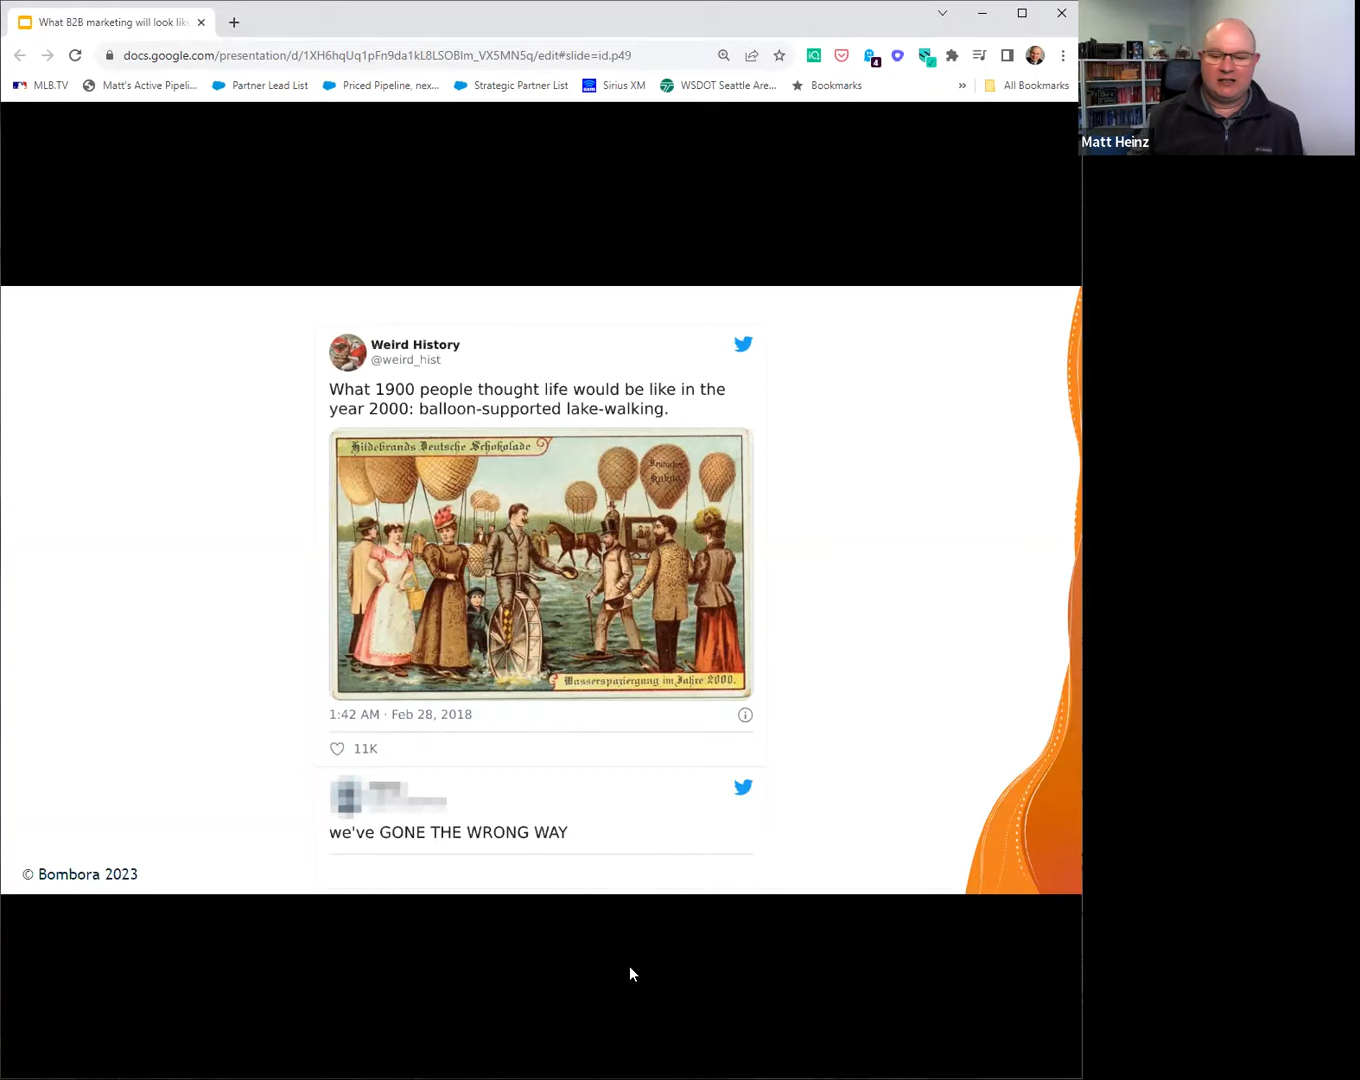 What B2B marketing will look lik
docs.google.com/presentation/d/1XH6hqUq1pFn9da1kL8LSOBIm_VX5MN5q/edit#slide=id.p49
4
MLB.TV
Matt's Active Pipeli...
Partner Lead List
Priced Pipeline, nex...
Strategic Partner List
Sirius XM
WSDOT Seattle Are...
Bookmarks
»
All Bookmarks
Matt Heinz
Weird History
@weird_hist
What 1900 people thought life would be like in the
year 2000: balloon-supported lake-walking.
Hildebrands Deutsche Schokolade
Deutscher
Kakao
Wasserspaziergang im Jahre 2000.
1:42 AM · Feb 28, 2018
11K
we've GONE THE WRONG WAY
© Bombora 2023